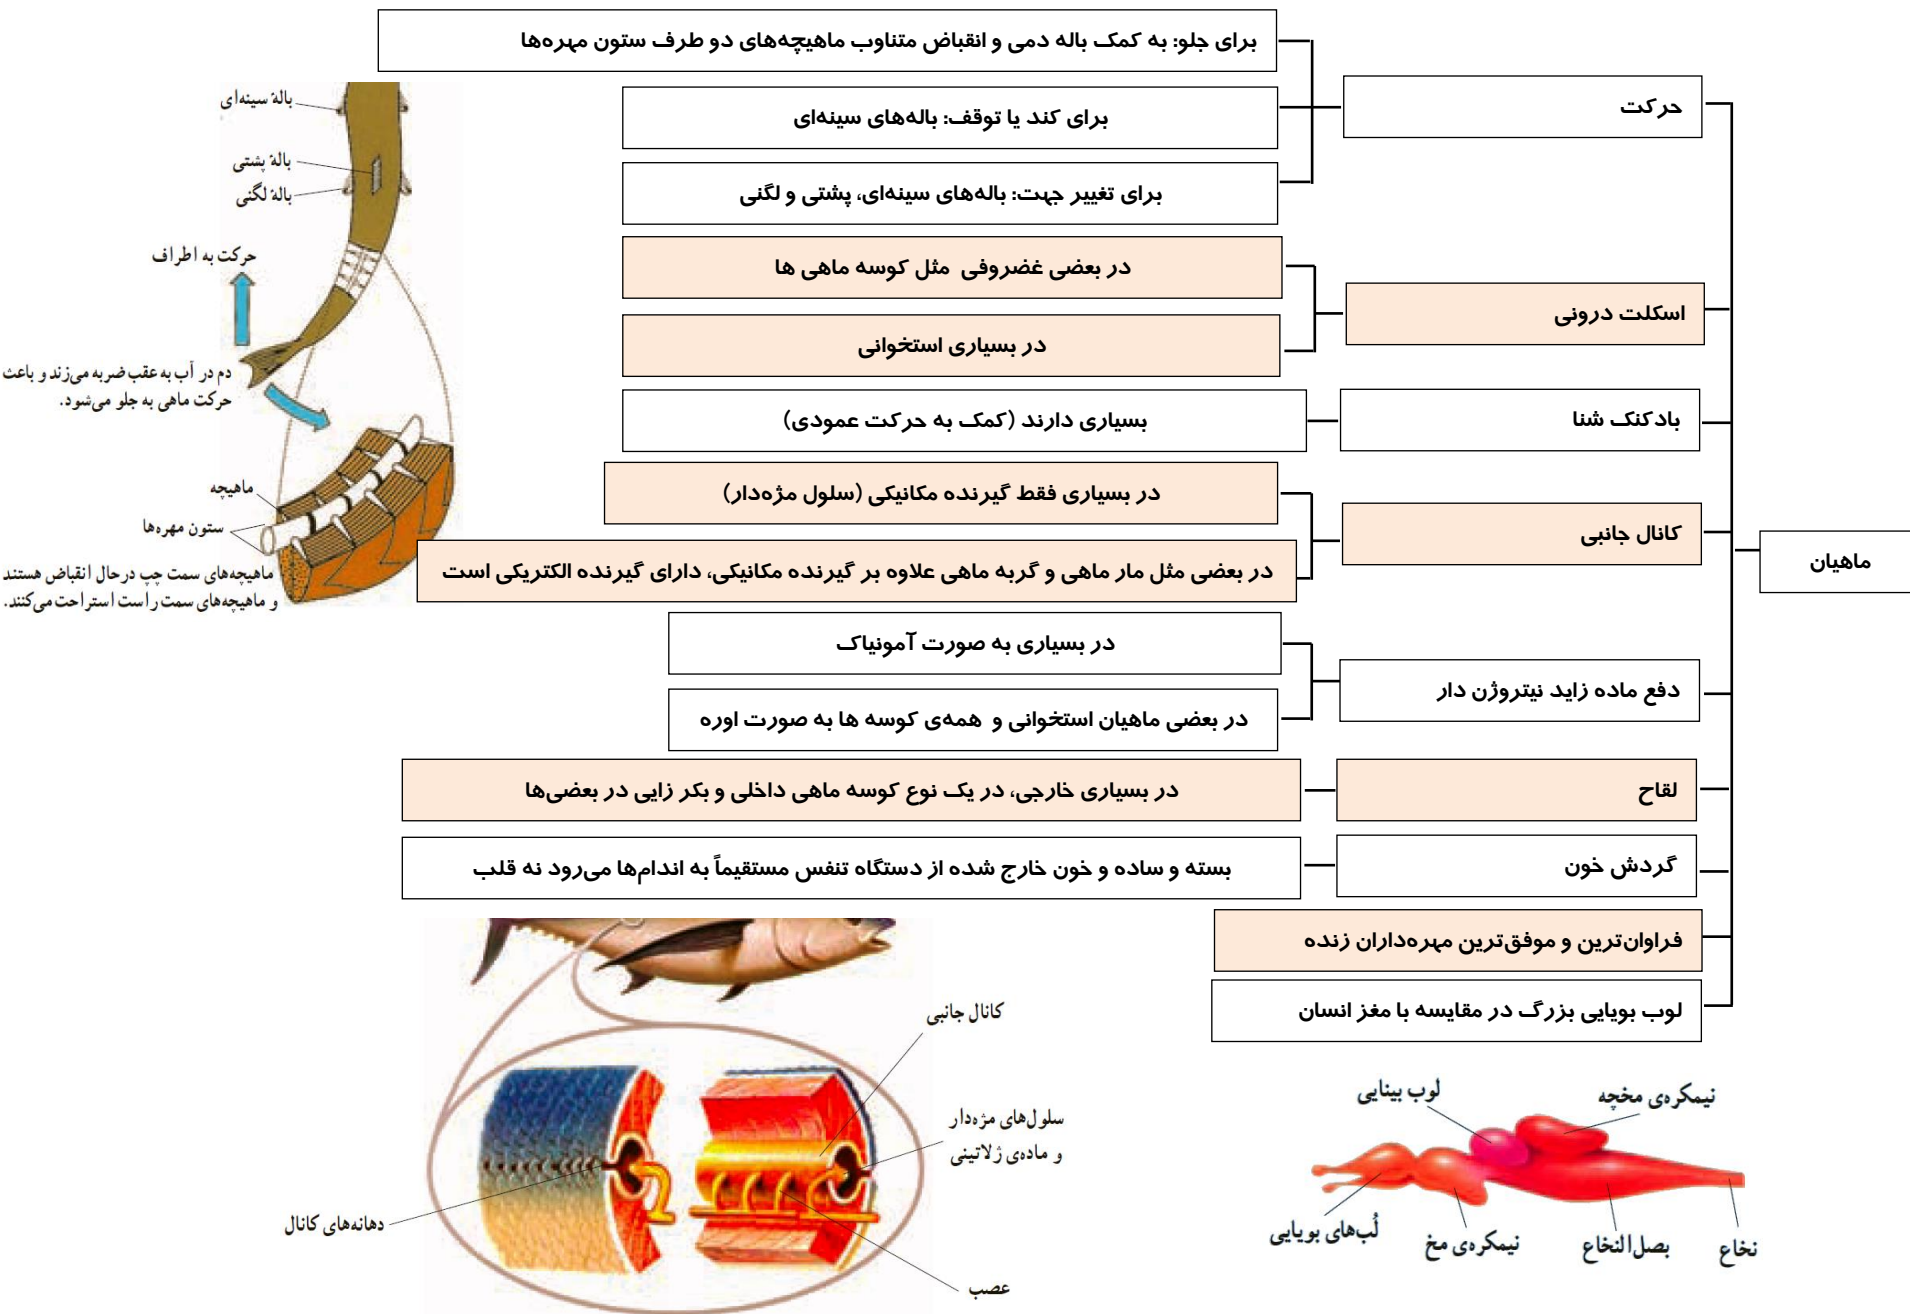 ماهیان
حرکت
برای جلو: به کمک باله دمی و انقباض متناوب ماهیچه‌های دو طرف ستون مهره‌ها
برای کند یا توقف: باله‌های سینه‌ای
برای تغییر جهت: باله‌های سینه‌ای، پشتی و لگنی
اسکلت درونی
در بعضی غضروفی مثل کوسه ماهی ها
در بسیاری استخوانی
بادکنک شنا
بسیاری دارند (کمک به حرکت عمودی)
کانال جانبی
در بسیاری فقط گیرنده مکانیکی (سلول مژه‌دار)
در بعضی مثل مار ماهی و گربه ماهی علاوه بر گیرنده مکانیکی، دارای گیرنده الکتریکی است
دفع ماده زاید نیتروژن دار
در بسیاری به صورت آمونیاک
در بعضی ماهیان استخوانی و همه‌ی کوسه ها به صورت اوره
لقاح
در بسیاری خارجی، در یک نوع کوسه ماهی داخلی و بکر زایی در بعضی‌ها
گردش خون
بسته و ساده و خون خارج شده از دستگاه تنفس مستقیماً به اندام‌ها می‌رود نه قلب
فراوان‌ترین و موفق‌ترین مهره‌داران زنده
لوب بویایی بزرگ در مقایسه با مغز انسان
بالهٔ سینه‌ای
بالهٔ پشتی
بالهٔ لگنی
حرکت به اطراف
دم در آب به عقب ضربه می‌زند و باعث
حرکت ماهی به جلو می‌شود.
ماهیچه
ستون مهره‌ها
ماهیچه‌های سمت چپ درحال انقباض هستند
و ماهیچه‌های سمت راست استراحت می‌کنند.
کانال جانبی
سلول‌های مژه‌دار
و ماده‌ی ژلاتینی
دهانه‌های کانال
عصب
لوب بینایی
نیمکره‌ی مخچه
لُب‌های بویایی
نیمکره‌ی مخ
بصل‌النخاع
نخاع